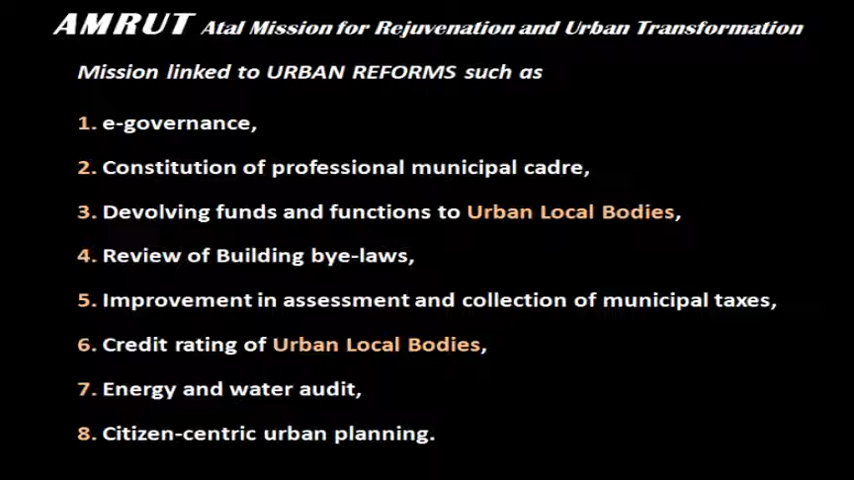 AMRUT Atal Mission for Rejuvenation and Urban Transformation
Mission linked to URBAN REFORMS such as
1. e-governance,
2. Constitution of professional municipal cadre,
3. Devolving funds and functions to Urban Local Bodies,
4. Review of Building bye-laws,
5. Improvement in assessment and collection of municipal taxes,
6. Credit rating of Urban Local Bodies,
7. Energy and water audit,
8. Citizen-centric urban planning.